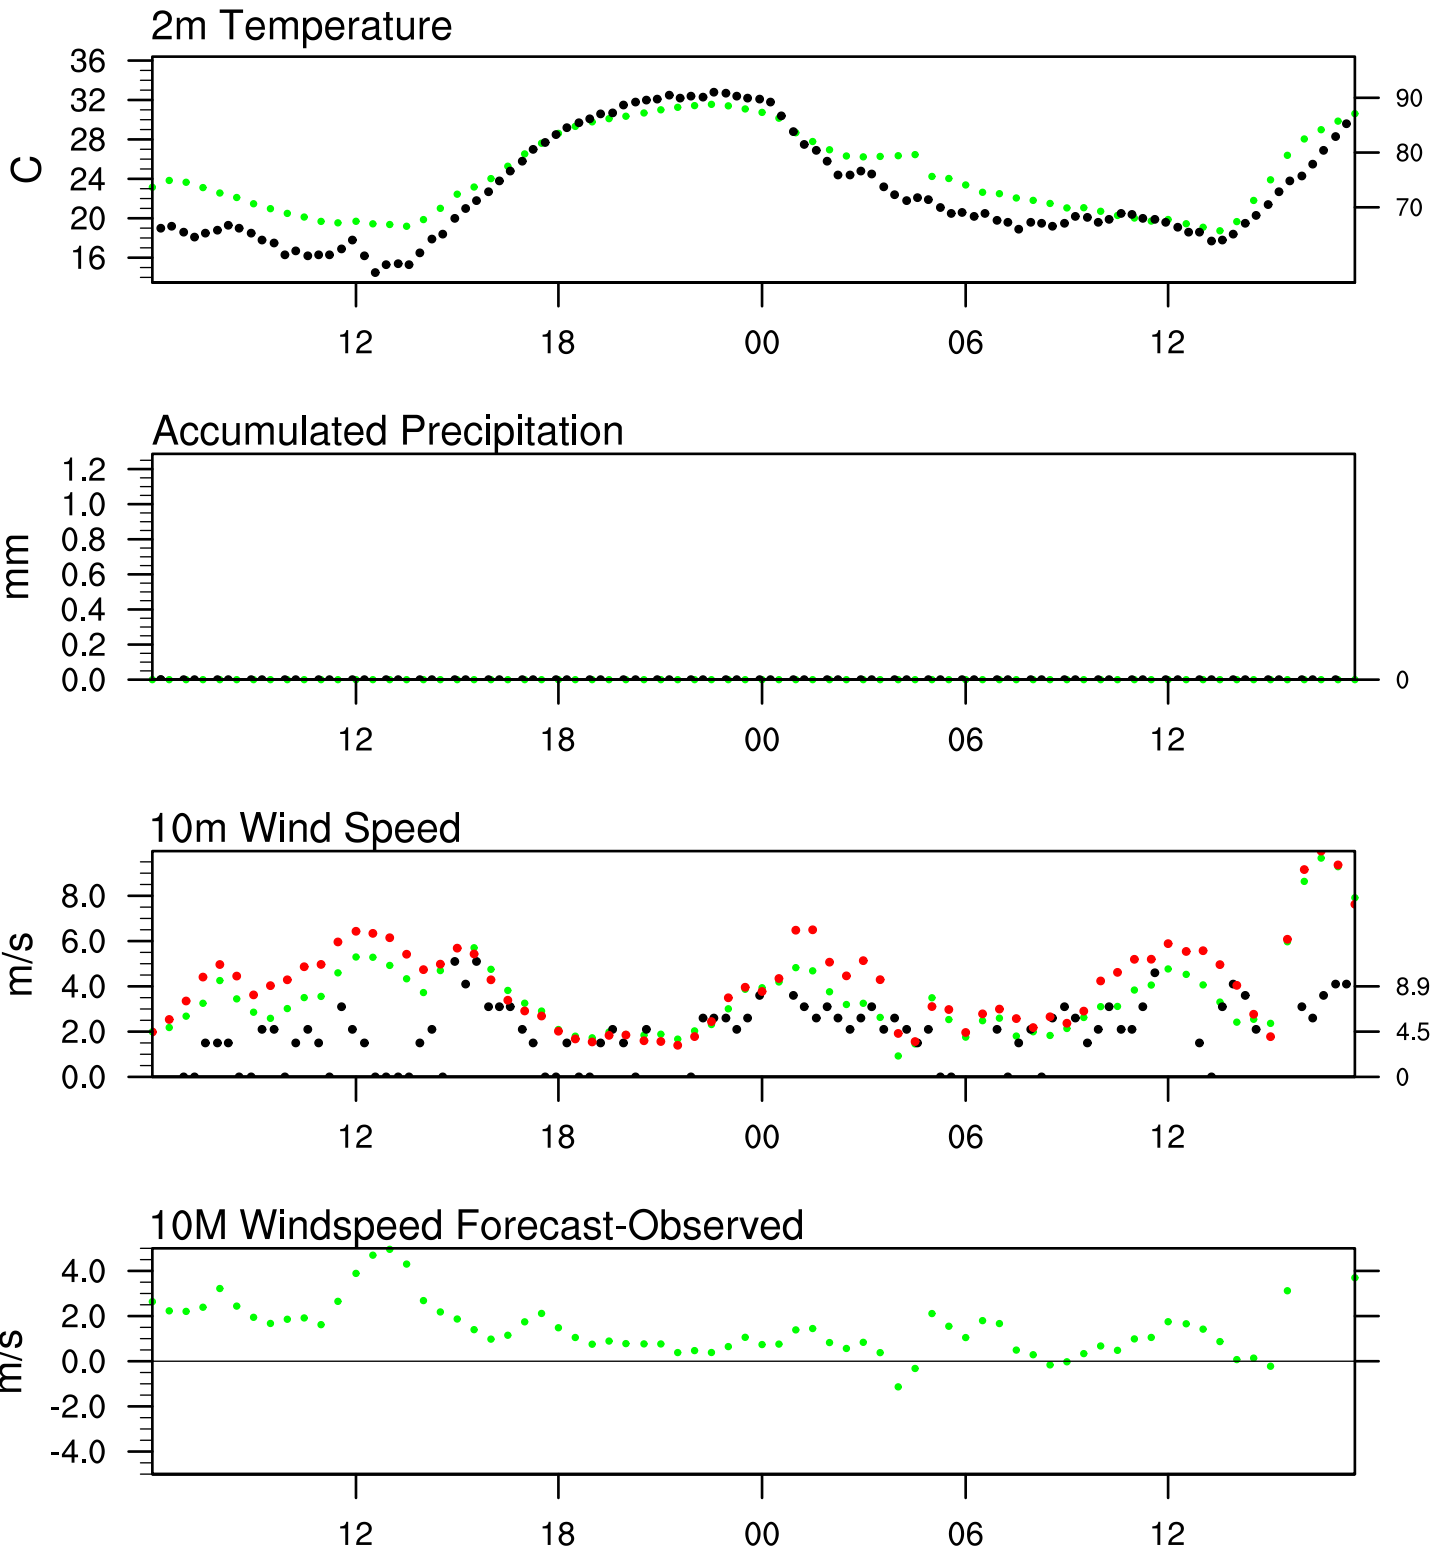 2m Temperature
36
32
28
24
20
16
C
90
80
70
12 18 00 06 12
Accumulated Precipitation
1.2
1.0
0.8
0.6
0.4
0.2
0.0
mm
0
12 18 00 06 12
10m Wind Speed
8.0
6.0
4.0
2.0
0.0
m/s
8.9
4.5
0
12 18 00 06 12
10M Windspeed Forecast-Observed
4.0
2.0
0.0
-2.0
-4.0
m/s
12 18 00 06 12